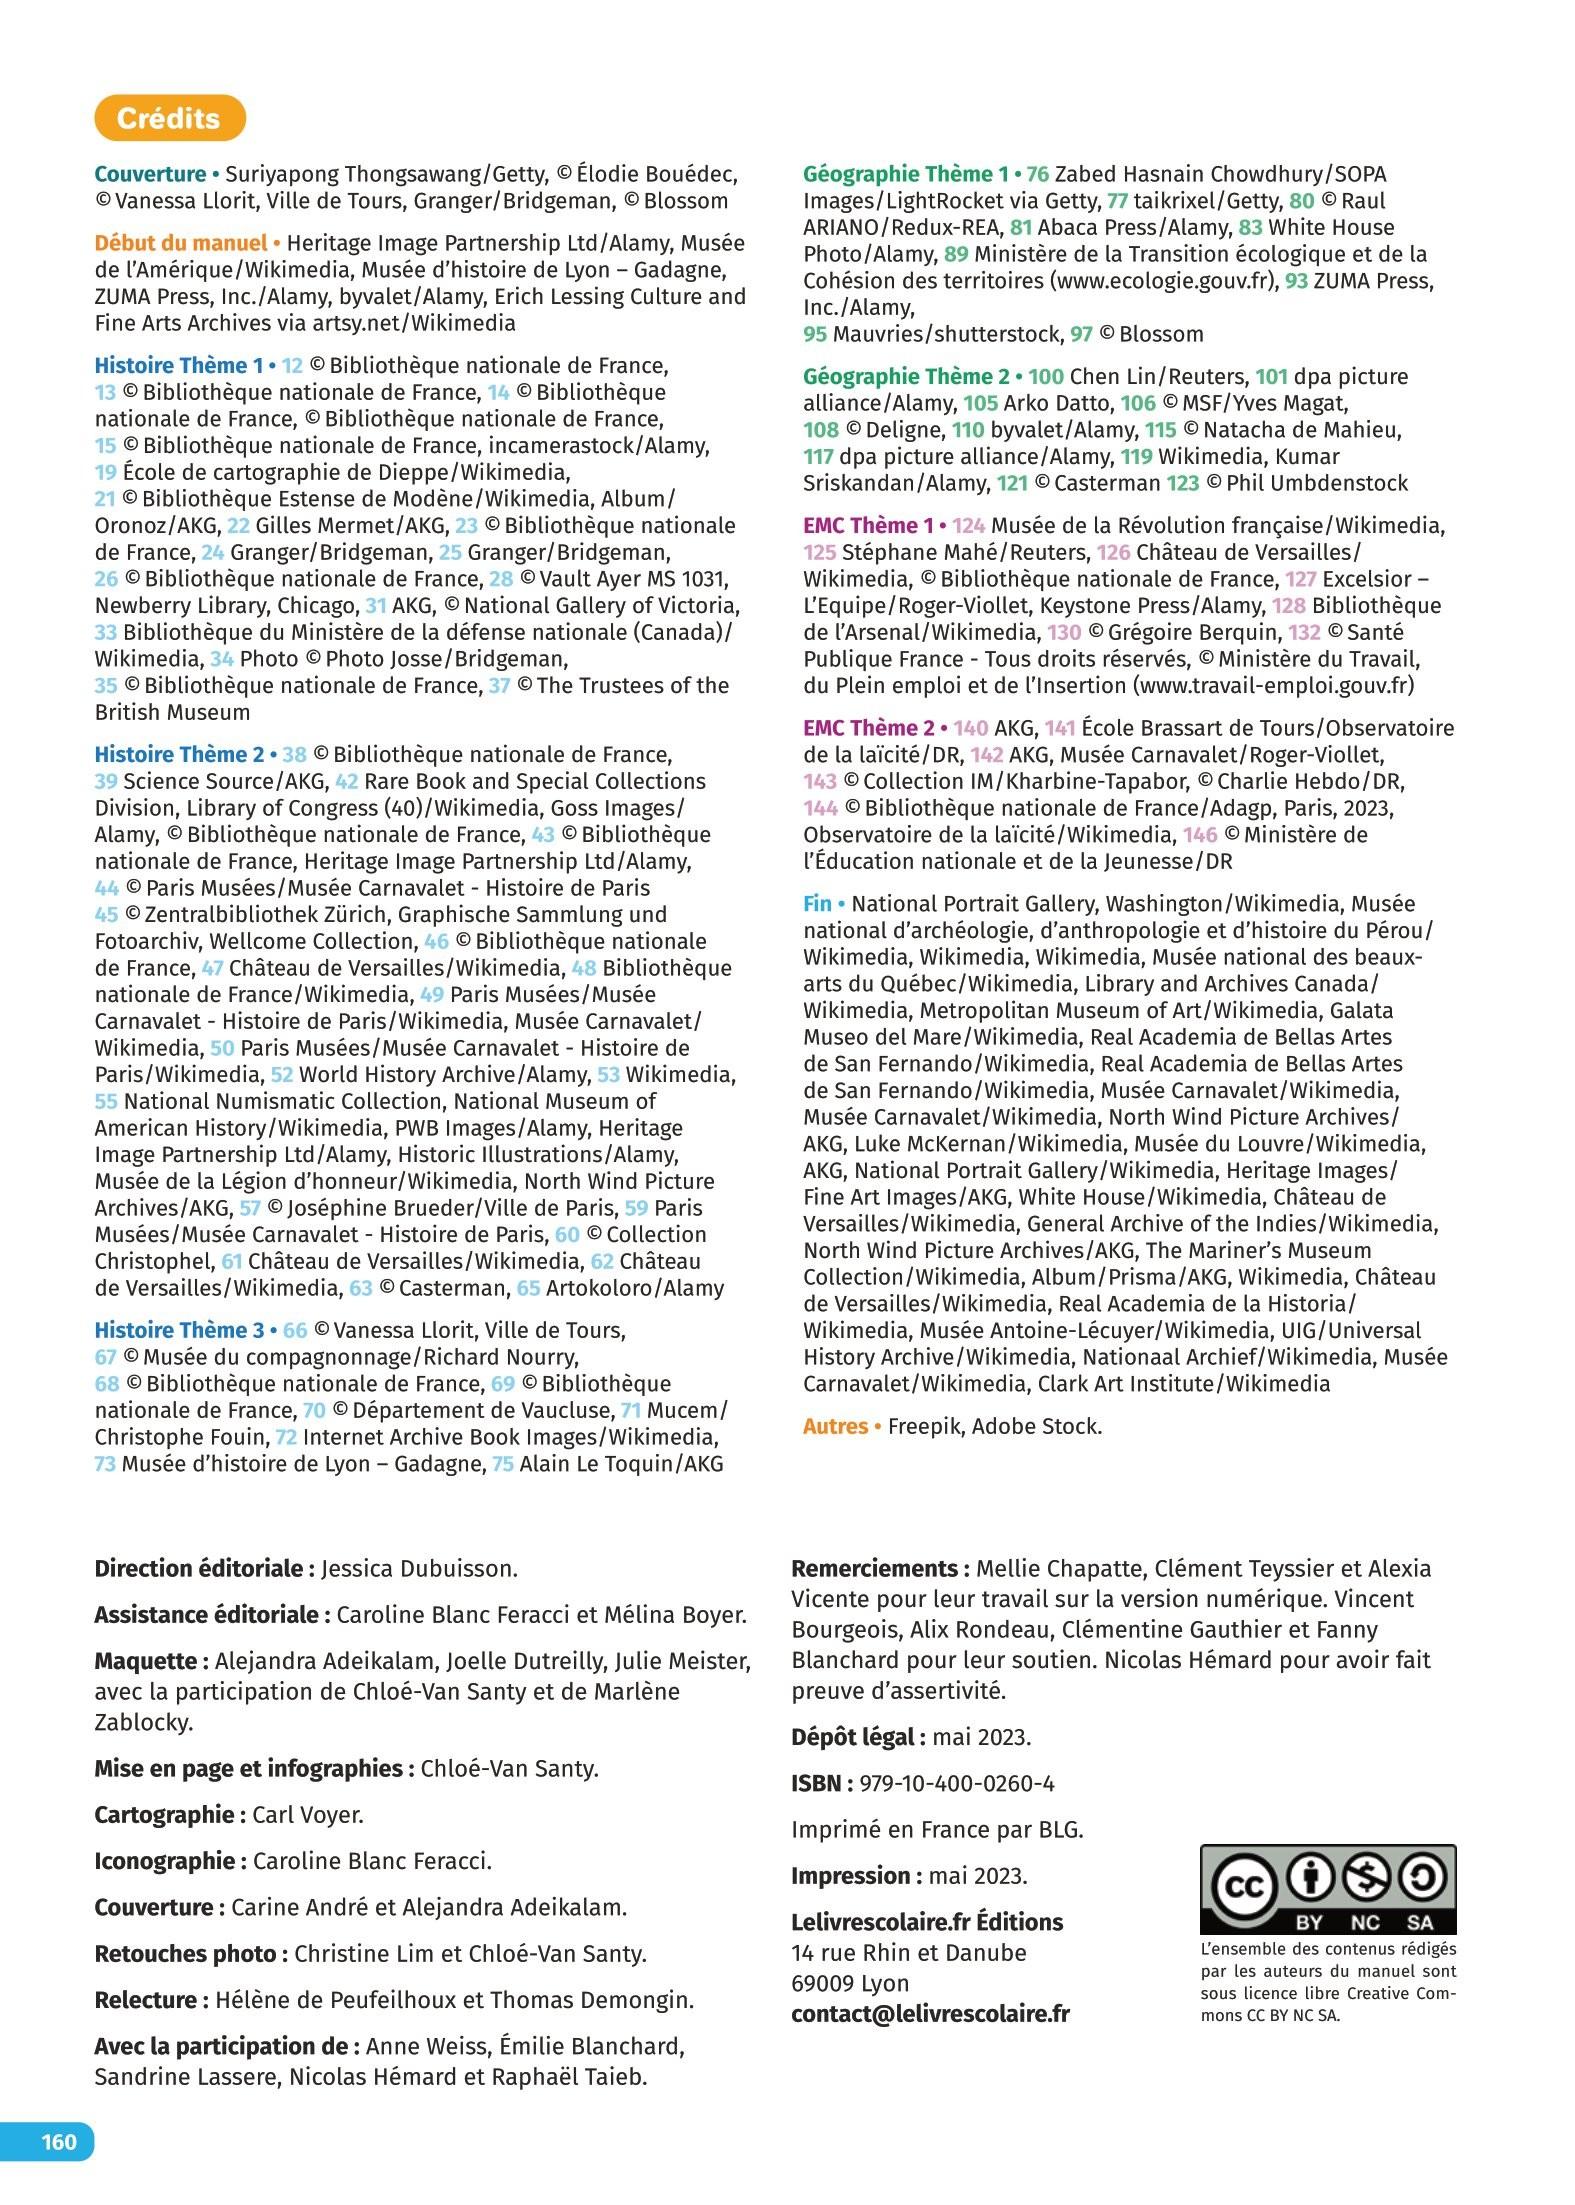 Crédits
Couverture • Suriyapong Thongsawang/Getty, © Élodie Bouédec,
© Vanessa Llorit, Ville de Tours, Granger/Bridgeman, © Blossom
Début du manuel • Heritage Image Partnership Ltd/Alamy, Musée
de l’Amérique/Wikimedia, Musée d’histoire de Lyon – Gadagne,
ZUMA Press, Inc./Alamy, byvalet/Alamy, Erich Lessing Culture and
Fine Arts Archives via artsy.net/Wikimedia
Histoire Thème 1 • 12 © Bibliothèque nationale de France,
13 © Bibliothèque nationale de France, 14 © Bibliothèque
nationale de France, © Bibliothèque nationale de France,
15 © Bibliothèque nationale de France, incamerastock/Alamy,
19 École de cartographie de Dieppe/Wikimedia,
21 © Bibliothèque Estense de Modène/Wikimedia, Album/
Oronoz/AKG, 22 Gilles Mermet/AKG, 23 © Bibliothèque nationale
de France, 24 Granger/Bridgeman, 25 Granger/Bridgeman,
26 © Bibliothèque nationale de France, 28 © Vault Ayer MS 1031,
Newberry Library, Chicago, 31 AKG, © National Gallery of Victoria,
33 Bibliothèque du Ministère de la défense nationale (Canada)/
Wikimedia, 34 Photo © Photo Josse/Bridgeman,
35 © Bibliothèque nationale de France, 37 © The Trustees of the
British Museum
Histoire Thème 2 • 38 © Bibliothèque nationale de France,
39 Science Source/AKG, 42 Rare Book and Special Collections
Division, Library of Congress (40)/Wikimedia, Goss Images/
Alamy, © Bibliothèque nationale de France, 43 © Bibliothèque
nationale de France, Heritage Image Partnership Ltd/Alamy,
44 © Paris Musées/Musée Carnavalet - Histoire de Paris
45 © Zentralbibliothek Zürich, Graphische Sammlung und
Fotoarchiv, Wellcome Collection, 46 © Bibliothèque nationale
de France, 47 Château de Versailles/Wikimedia, 48 Bibliothèque
nationale de France/Wikimedia, 49 Paris Musées/Musée
Carnavalet - Histoire de Paris/Wikimedia, Musée Carnavalet/
Wikimedia, 50 Paris Musées/Musée Carnavalet - Histoire de
Paris/Wikimedia, 52 World History Archive/Alamy, 53 Wikimedia,
55 National Numismatic Collection, National Museum of
American History/Wikimedia, PWB Images/Alamy, Heritage
Image Partnership Ltd/Alamy, Historic Illustrations/Alamy,
Musée de la Légion d’honneur/Wikimedia, North Wind Picture
Archives/AKG, 57 © Joséphine Brueder/Ville de Paris, 59 Paris
Musées/Musée Carnavalet - Histoire de Paris, 60 © Collection
Christophel, 61 Château de Versailles/Wikimedia, 62 Château
de Versailles/Wikimedia, 63 © Casterman, 65 Artokoloro/Alamy
Histoire Thème 3 • 66 © Vanessa Llorit, Ville de Tours,
67 © Musée du compagnonnage/Richard Nourry,
68 © Bibliothèque nationale de France, 69 © Bibliothèque
nationale de France, 70 © Département de Vaucluse, 71 Mucem/
Christophe Fouin, 72 Internet Archive Book Images/Wikimedia,
73 Musée d’histoire de Lyon – Gadagne, 75 Alain Le Toquin/AKG
Géographie Thème 1 • 76 Zabed Hasnain Chowdhury/SOPA
Images/LightRocket via Getty, 77 taikrixel/Getty, 80 © Raul
ARIANO/Redux-REA, 81 Abaca Press/Alamy, 83 White House
Photo/Alamy, 89 Ministère de la Transition écologique et de la
Cohésion des territoires (www.ecologie.gouv.fr), 93 ZUMA Press,
Inc./Alamy,
95 Mauvries/shutterstock, 97 © Blossom
Géographie Thème 2 • 100 Chen Lin/Reuters, 101 dpa picture
alliance/Alamy, 105 Arko Datto, 106 © MSF/Yves Magat,
108 © Deligne, 110 byvalet/Alamy, 115 © Natacha de Mahieu,
117 dpa picture alliance/Alamy, 119 Wikimedia, Kumar
Sriskandan/Alamy, 121 © Casterman 123 © Phil Umbdenstock
EMC Thème 1 • 124 Musée de la Révolution française/Wikimedia,
125 Stéphane Mahé/Reuters, 126 Château de Versailles/
Wikimedia, © Bibliothèque nationale de France, 127 Excelsior –
L’Equipe/Roger-Viollet, Keystone Press/Alamy, 128 Bibliothèque
de l’Arsenal/Wikimedia, 130 © Grégoire Berquin, 132 © Santé
Publique France - Tous droits réservés, © Ministère du Travail,
du Plein emploi et de l’Insertion (www.travail-emploi.gouv.fr)
EMC Thème 2 • 140 AKG, 141 École Brassart de Tours/Observatoire
de la laïcité/DR, 142 AKG, Musée Carnavalet/Roger-Viollet,
143 © Collection IM/Kharbine-Tapabor, © Charlie Hebdo/DR,
144 © Bibliothèque nationale de France/Adagp, Paris, 2023,
Observatoire de la laïcité/Wikimedia, 146 © Ministère de
l’Éducation nationale et de la Jeunesse/DR
Fin • National Portrait Gallery, Washington/Wikimedia, Musée
national d’archéologie, d’anthropologie et d’histoire du Pérou/
Wikimedia, Wikimedia, Wikimedia, Musée national des beaux-
arts du Québec/Wikimedia, Library and Archives Canada/
Wikimedia, Metropolitan Museum of Art/Wikimedia, Galata
Museo del Mare/Wikimedia, Real Academia de Bellas Artes
de San Fernando/Wikimedia, Real Academia de Bellas Artes
de San Fernando/Wikimedia, Musée Carnavalet/Wikimedia,
Musée Carnavalet/Wikimedia, North Wind Picture Archives/
AKG, Luke McKernan/Wikimedia, Musée du Louvre/Wikimedia,
AKG, National Portrait Gallery/Wikimedia, Heritage Images/
Fine Art Images/AKG, White House/Wikimedia, Château de
Versailles/Wikimedia, General Archive of the Indies/Wikimedia,
North Wind Picture Archives/AKG, The Mariner’s Museum
Collection/Wikimedia, Album/Prisma/AKG, Wikimedia, Château
de Versailles/Wikimedia, Real Academia de la Historia/
Wikimedia, Musée Antoine-Lécuyer/Wikimedia, UIG/Universal
History Archive/Wikimedia, Nationaal Archief/Wikimedia, Musée
Carnavalet/Wikimedia, Clark Art Institute/Wikimedia
Autres • Freepik, Adobe Stock.
Direction éditoriale : Jessica Dubuisson.
Assistance éditoriale : Caroline Blanc Feracci et Mélina Boyer.
Maquette : Alejandra Adeikalam, Joelle Dutreilly, Julie Meister,
avec la participation de Chloé-Van Santy et de Marlène
Zablocky.
Mise en page et infographies : Chloé-Van Santy.
Cartographie : Carl Voyer.
Iconographie : Caroline Blanc Feracci.
Couverture : Carine André et Alejandra Adeikalam.
Retouches photo : Christine Lim et Chloé-Van Santy.
Relecture : Hélène de Peufeilhoux et Thomas Demongin.
Avec la participation de : Anne Weiss, Émilie Blanchard,
Sandrine Lassere, Nicolas Hémard et Raphaël Taieb.
Remerciements : Mellie Chapatte, Clément Teyssier et Alexia
Vicente pour leur travail sur la version numérique. Vincent
Bourgeois, Alix Rondeau, Clémentine Gauthier et Fanny
Blanchard pour leur soutien. Nicolas Hémard pour avoir fait
preuve d’assertivité.
Dépôt légal : mai 2023.
ISBN : 979-10-400-0260-4
Imprimé en France par BLG.
Impression : mai 2023.
Lelivrescolaire.fr Éditions
14 rue Rhin et Danube
69009 Lyon
contact@lelivrescolaire.fr
cc
BY NC SA
L’ensemble des contenus rédigés
par les auteurs du manuel sont
sous licence libre Creative Com-
mons CC BY NC SA.
160